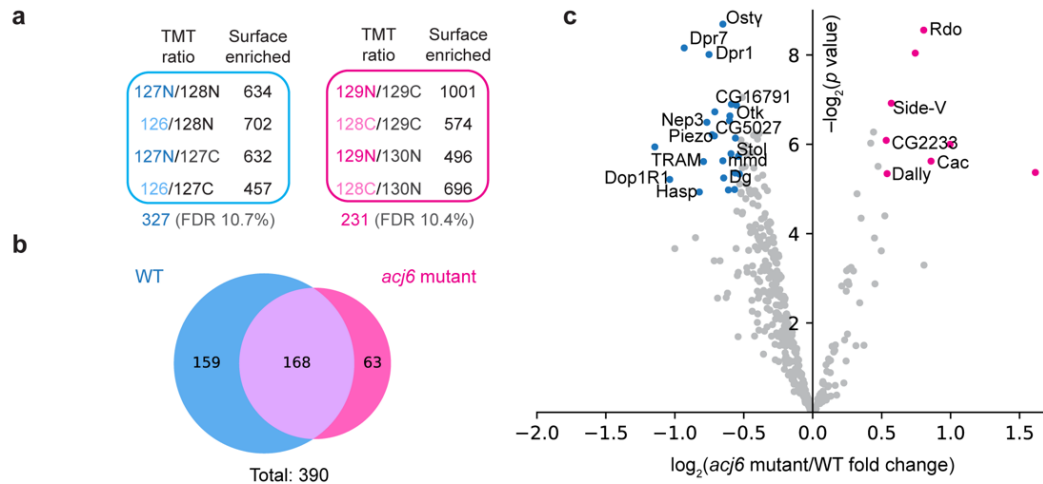 a
TMT ratio
Surface enriched
127N/128N 634
126/128N 702
127N/127C 632
126/127C 457
327 (FDR 10.7%)
TMT ratio
Surface enriched
129N/129C 1001
128C/129C 574
129N/130N 496
128C/130N 696
231 (FDR 10.4%)
b
WT
acj6 mutant
159
168
63
Total: 390
c
−log₂(p value)
8
6
4
2
Ostγ
Dpr7
Dpr1
CG16791
Otk
Nep3
Piezo
CG5027
Stol
TRAM
mmd
Dop1R1
Dg
Hasp
Rdo
Side-V
CG2233
Cac
Dally
−2.0 −1.5 −1.0 −0.5 0.0 0.5 1.0 1.5
log₂(acj6 mutant/WT fold change)